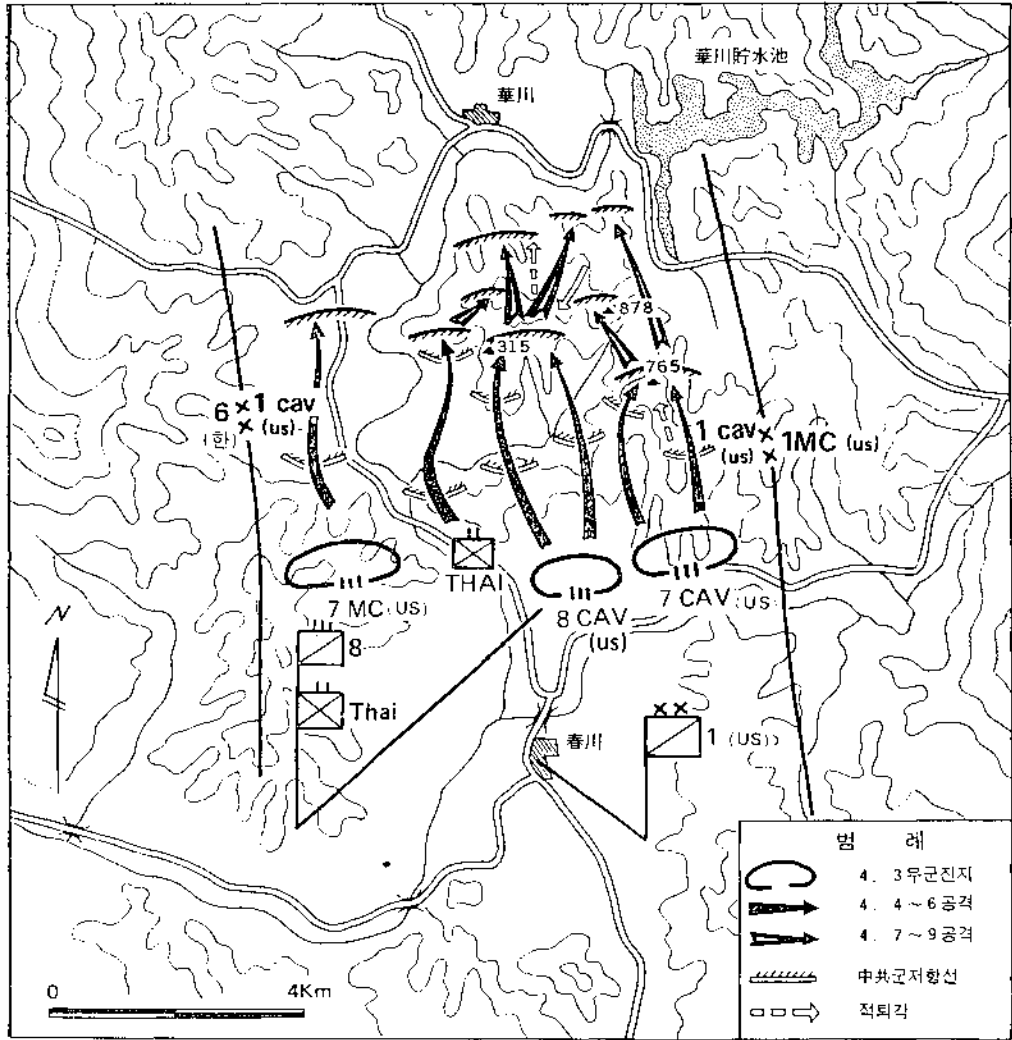 華川貯水池
華川
878
315
765
6 1 cav
(한) (us)
1 cav 1MC (us)
(us)
THAI
7 MC (US)
8 CAV
(us)
7 CAV (US
8
Thai
N
春川
1 (US)
범 례
4. 3우군진지
4. 4~6공격
4. 7~9공격
中共군저항선
적퇴각
0 4Km